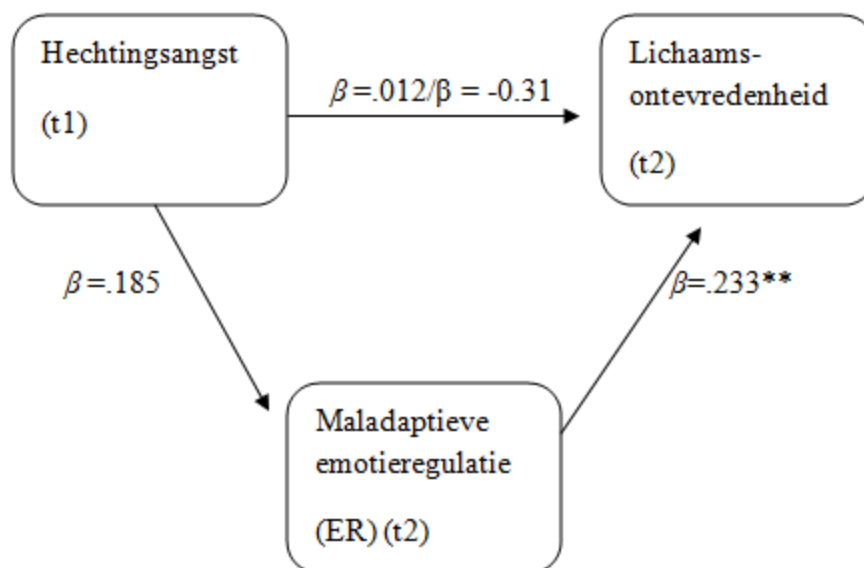 Hechtingsangst
(t1)
β =.012/β = -0.31
Lichaams-
ontevredenheid
(t2)
β =.185
β=.233**
Maladaptieve
emotieregulatie
(ER) (t2)